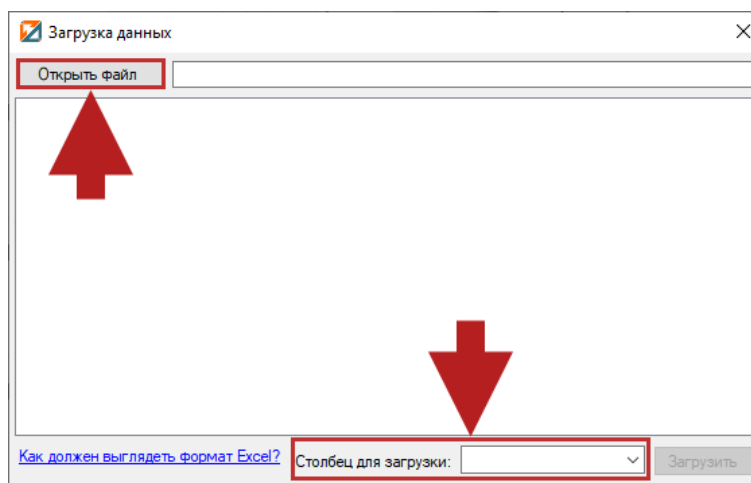 Загрузка данных
Открыть файл
Как должен выглядеть формат Excel?
Столбец для загрузки:
Загрузить